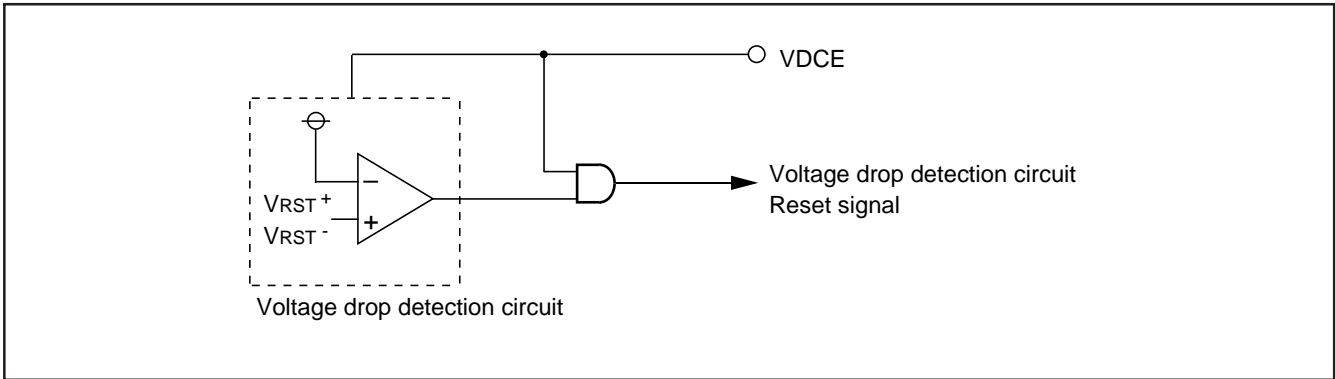 VDCE
−
VRST +
+
VRST -
Voltage drop detection circuit
Reset signal
Voltage drop detection circuit